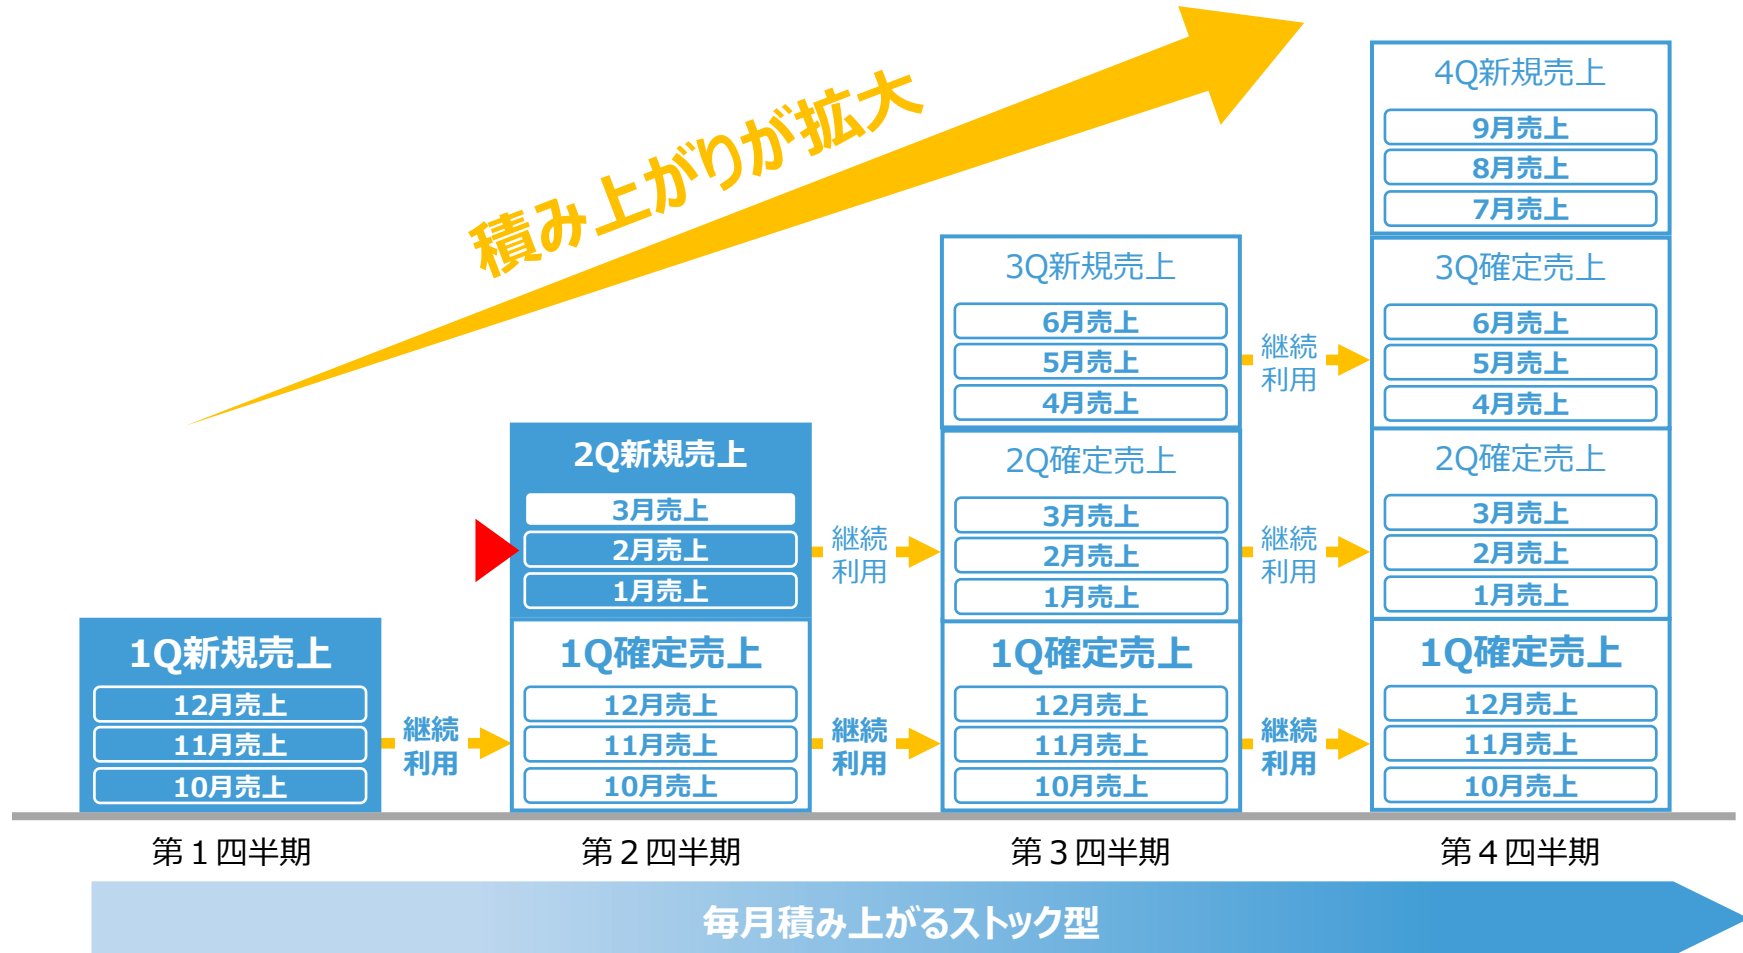 積み上がりが拡大
1Q新規売上
12月売上
11月売上
10月売上
継続
利用
2Q新規売上
3月売上
2月売上
1月売上
1Q確定売上
12月売上
11月売上
10月売上
継続
利用
継続
利用
3Q新規売上
6月売上
5月売上
4月売上
2Q確定売上
3月売上
2月売上
1月売上
1Q確定売上
12月売上
11月売上
10月売上
継続
利用
継続
利用
継続
利用
4Q新規売上
9月売上
8月売上
7月売上
3Q確定売上
6月売上
5月売上
4月売上
2Q確定売上
3月売上
2月売上
1月売上
1Q確定売上
12月売上
11月売上
10月売上
第１四半期
第２四半期
第３四半期
第４四半期
毎月積み上がるストック型